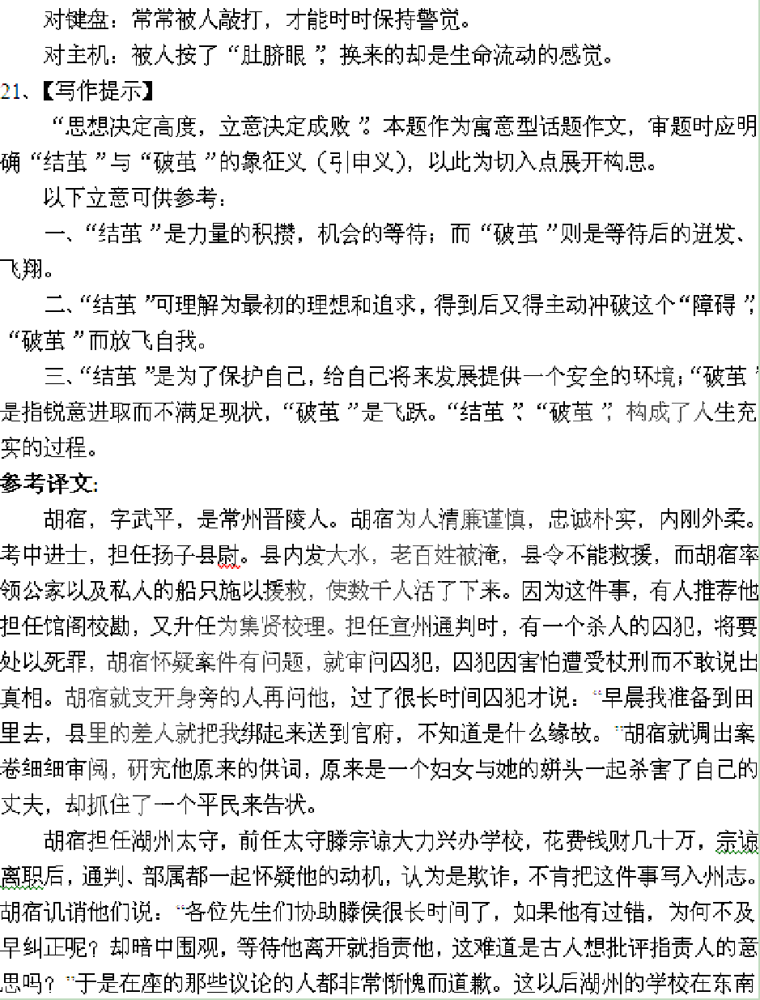 对键盘：常常被人敲打，才能时时保持警觉。
对主机：被人按了“肚脐眼”，换来的却是生命流动的感觉。
21、【写作提示】
“思想决定高度，立意决定成败”。本题作为寓意型话题作文，审题时应明
确“结茧”与“破茧”的象征义（引申义），以此为切入点展开构思。
以下立意可供参考：
一、“结茧”是力量的积攒，机会的等待；而“破茧”则是等待后的迸发、
飞翔。
二、“结茧”可理解为最初的理想和追求，得到后又得主动冲破这个“障碍”，
“破茧”而放飞自我。
三、“结茧”是为了保护自己，给自己将来发展提供一个安全的环境；“破茧”
是指锐意进取而不满足现状，“破茧”是飞跃。“结茧”、“破茧”，构成了人生充
实的过程。
参考译文：
胡宿，字武平，是常州晋陵人。胡宿为人清廉谨慎，忠诚朴实，内刚外柔。
考中进士，担任扬子县尉。县内发大水，老百姓被淹，县令不能救援，而胡宿率
领公家以及私人的船只施以援救，使数千人活了下来。因为这件事，有人推荐他
担任馆阁校勘，又升任为集贤校理。担任宣州通判时，有一个杀人的囚犯，将要
处以死罪，胡宿怀疑案件有问题，就审问囚犯，囚犯因害怕遭受杖刑而不敢说出
真相。胡宿就支开身旁的人再问他，过了很长时间囚犯才说：“早晨我准备到田
里去，县里的差人就把我绑起来送到官府，不知道是什么缘故。”胡宿就调出案
卷细细审阅，研究他原来的供词，原来是一个妇女与她的姘头一起杀害了自己的
丈夫，却抓住了一个平民来告状。
胡宿担任湖州太守，前任太守滕宗谅大力兴办学校，花费钱财几十万，宗谅
离职后，通判、部属都一起怀疑他的动机，认为是欺诈，不肯把这件事写入州志。
胡宿讥诮他们说：“各位先生们协助滕侯很长时间了，如果他有过错，为何不及
早纠正呢？却暗中围观，等待他离开就指责他，这难道是古人想批评指责人的意
思吗？”于是在座的那些议论的人都非常惭愧而道歉。这以后湖州的学校在东南